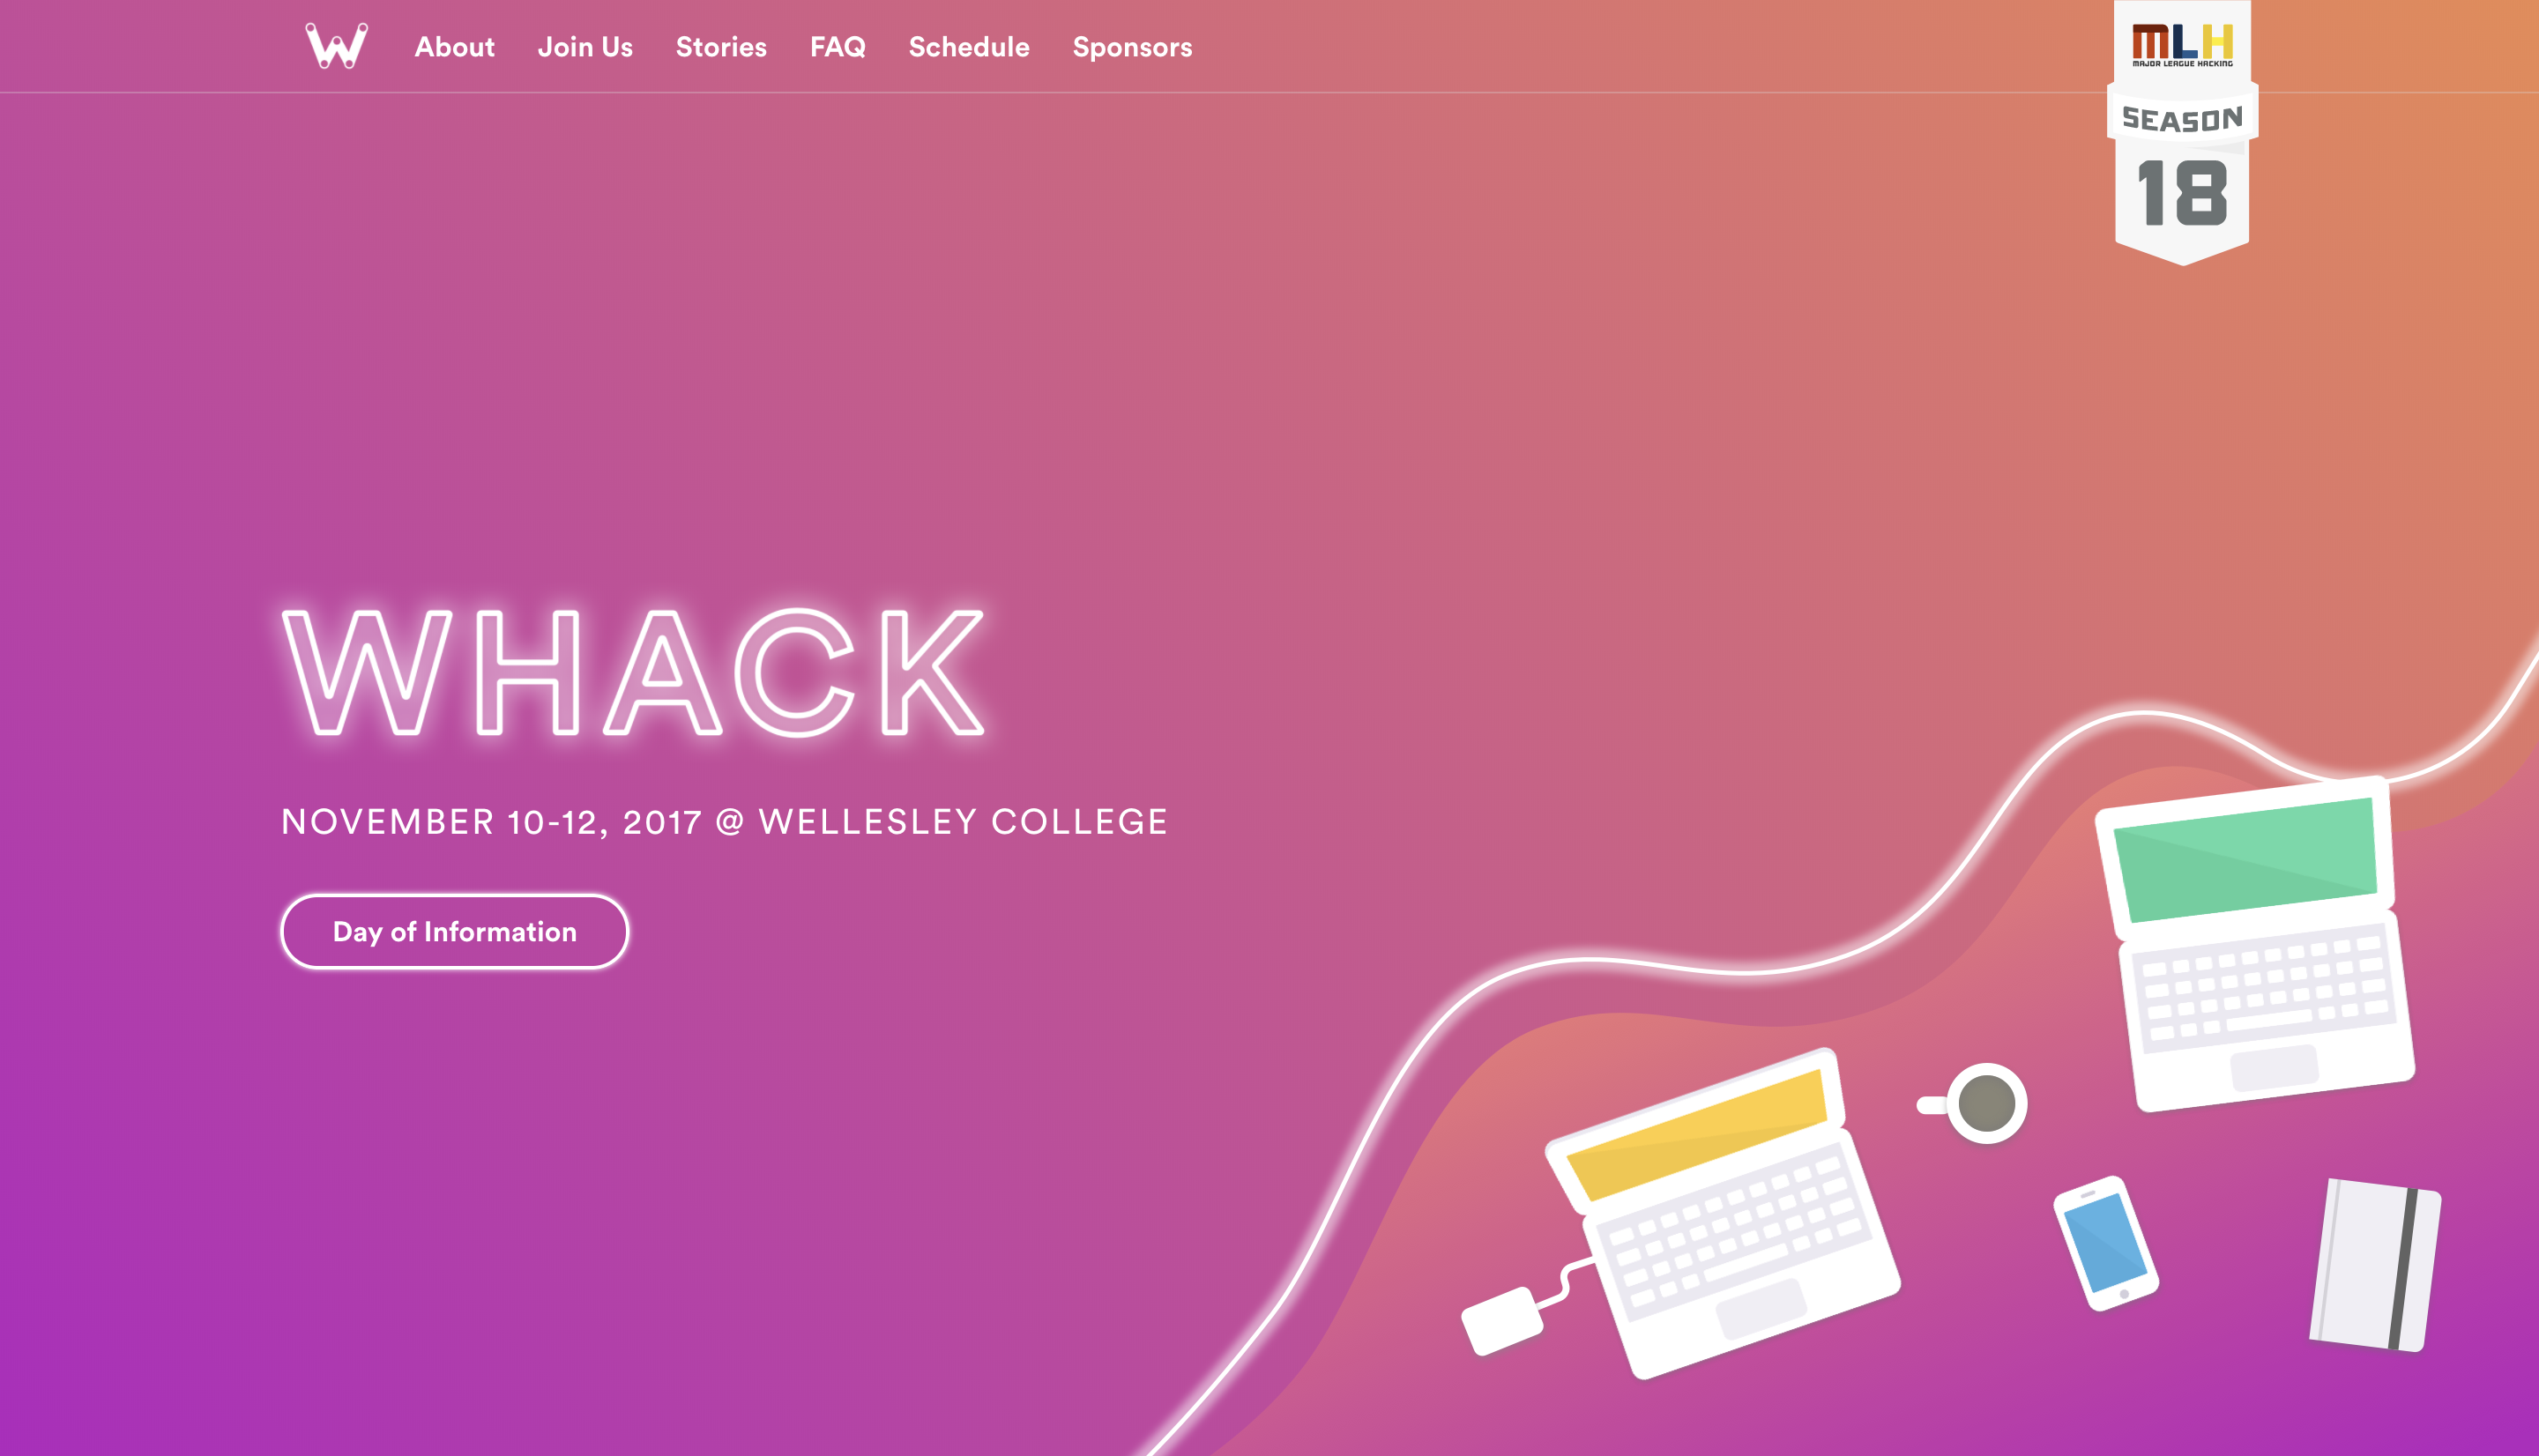 W About Join Us Stories FAQ Schedule Sponsors
MLH
MAJOR LEAGUE HACKING
SEASON
18
WHACK
NOVEMBER 10-12, 2017 @ WELLESLEY COLLEGE
Day of Information